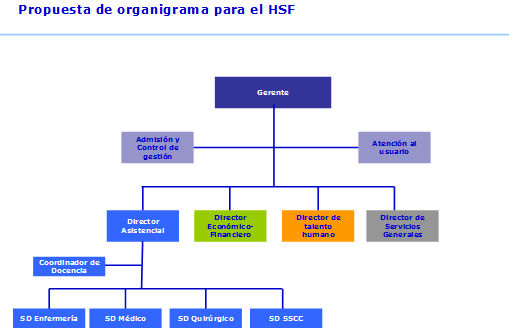 Propuesta de organigrama para el HSF
Gerente
Admisión y
Control de
gestión
Atención al
usuario
Director
Asistencial
Director
Económico-
Financiero
Director de
talento
humano
Director de
Servicios
Generales
Coordinador de
Docencia
SD Enfermería
SD Médico
SD Quirúrgico
SD SSCC